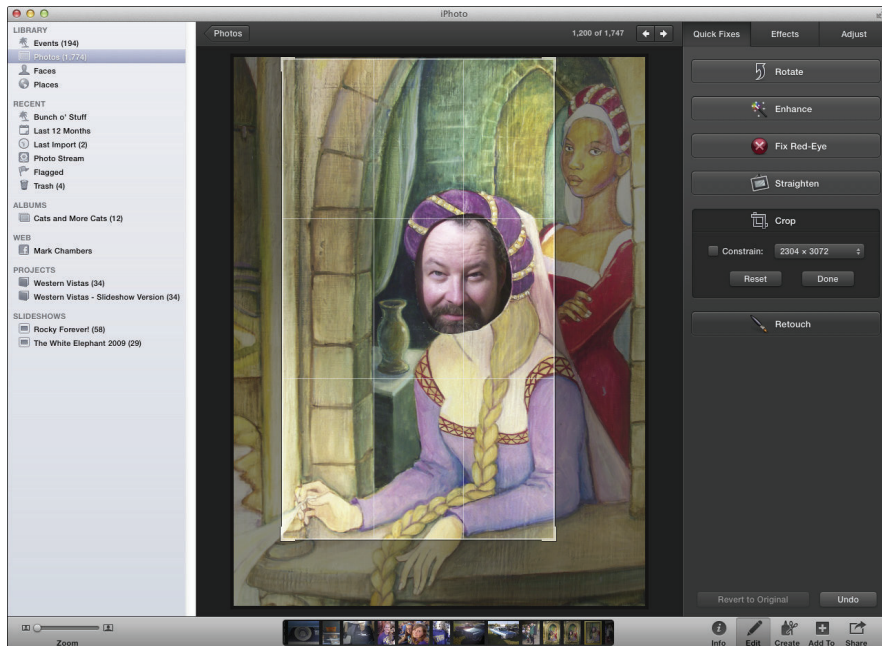 iPhoto
LIBRARY
Events (194)
Photos (1,774)
Faces
Places
RECENT
Bunch o' Stuff
Last 12 Months
Last Import (2)
Photo Stream
Flagged
Trash (4)
ALBUMS
Cats and More Cats (12)
WEB
Mark Chambers
PROJECTS
Western Vistas (34)
Western Vistas - Slideshow Version (34)
SLIDESHOWS
Rocky Forever! (58)
The White Elephant 2009 (29)
Zoom
Photos
1,200 of 1,747
Quick Fixes Effects Adjust
Rotate
Enhance
Fix Red-Eye
Straighten
Crop
Constrain: 2304 × 3072
Reset Done
Retouch
Revert to Original Undo
Info Edit Create Add To Share